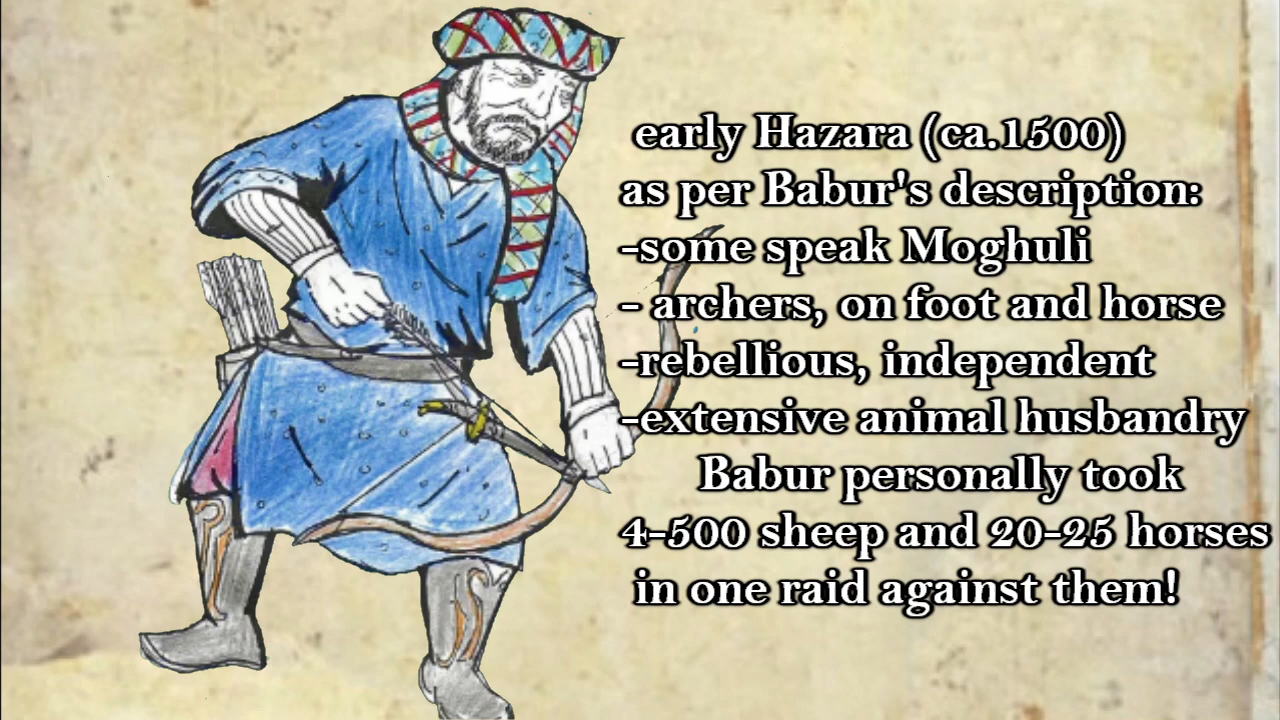 early Hazara (ca.1500)
as per Babur's description:
-some speak Moghuli
- archers, on foot and horse
-rebellious, independent
-extensive animal husbandry
Babur personally took
4-500 sheep and 20-25 horses
in one raid against them!